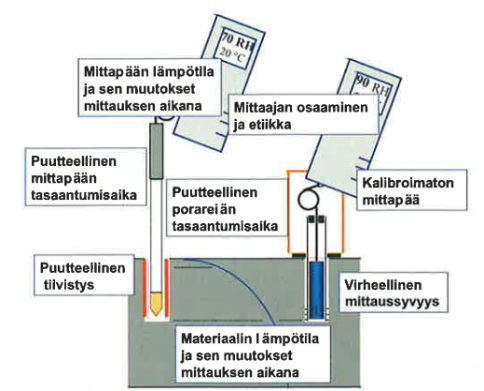 70 RH
20 °C
Mittapään lämpötila
ja sen muutokset
mittauksen aikana
90 RH
Mittaajan osaaminen
ja etiikka
Puutteellinen
mittapään
tasaantumisaika
Puutteellinen
porareiän
tasaantumisaika
Kalibroimaton
mittapää
Puutteellinen
tiivistys
Virheellinen
mittaussyvyys
Materiaalin lämpötila
ja sen muutokset
mittauksen aikana